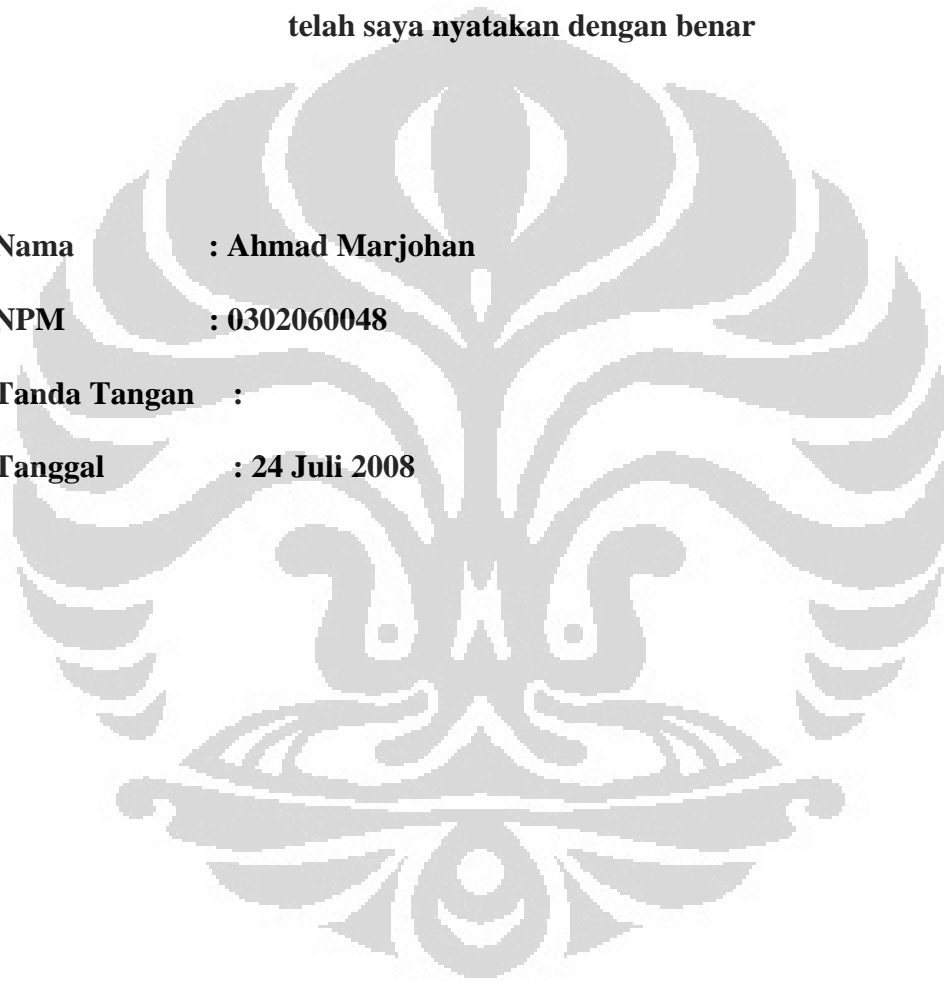 telah saya nyatakan dengan benar
Nama : Ahmad Marjohan
NPM : 0302060048
Tanda Tangan :
Tanggal : 24 Juli 2008